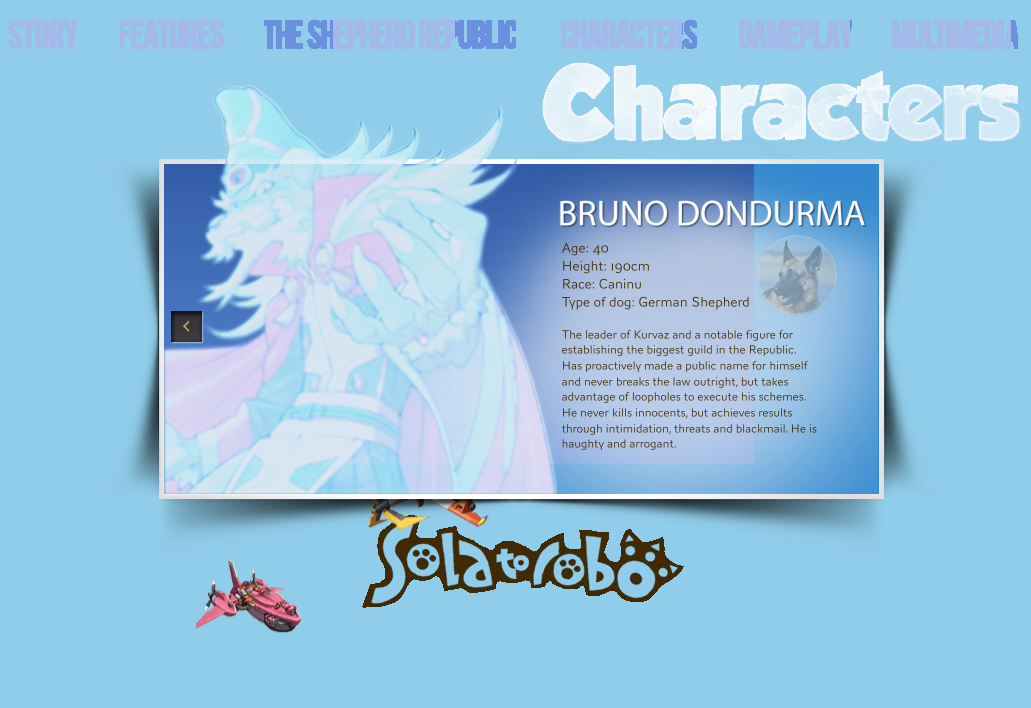 STORY FEATURES THE SHEPHERD REPUBLIC CHARACTERS GAMEPLAY MULTIMEDIA
Characters
BRUNO DONDURMA
Age: 40
Height: 190cm
Race: Caninu
Type of dog: German Shepherd
The leader of Kurvaz and a notable figure for
establishing the biggest guild in the Republic.
Has proactively made a public name for himself
and never breaks the law outright, but takes
advantage of loopholes to execute his schemes.
He never kills innocents, but achieves results
through intimidation, threats and blackmail. He is
haughty and arrogant.
Solatorobo